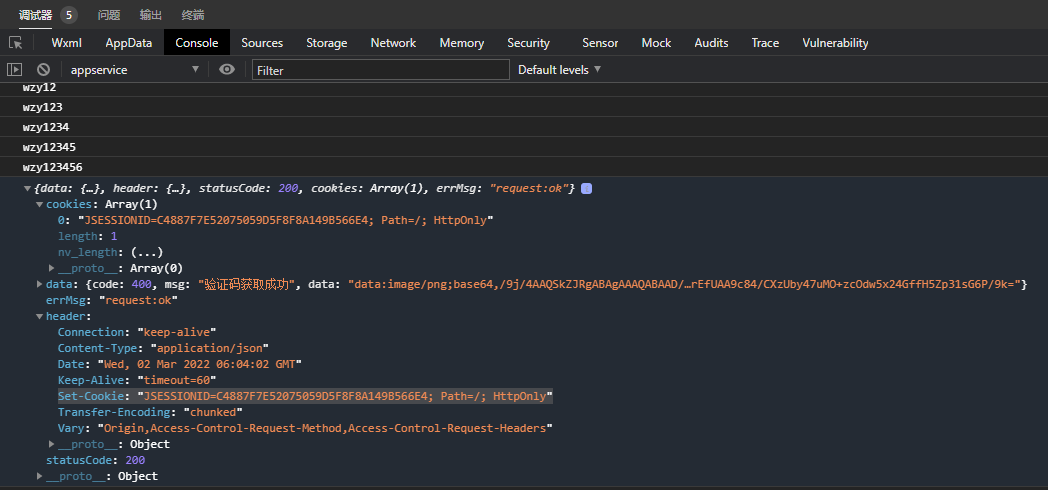 调试器 5 问题 输出 终端
Wxml AppData Console Sources Storage Network Memory Security Sensor Mock Audits Trace Vulnerability
appservice Filter Default levels
wzy12
wzy123
wzy1234
wzy12345
wzy123456
{data: {…}, header: {…}, statusCode: 200, cookies: Array(1), errMsg: "request:ok"}
cookies: Array(1)
0: "JSESSIONID=C4887F7E52075059D5F8F8A149B566E4; Path=/; HttpOnly"
length: 1
nv_length: (...)
__proto__: Array(0)
data: {code: 400, msg: "验证码获取成功", data: "data:image/png;base64,/9j/4AAQSkZJRgABAgAAAQABAAD/…rEfUAA9c84/CXzUby47uMO+zcOdw5x24GffH5Zp31sG6P/9k="}
errMsg: "request:ok"
header:
Connection: "keep-alive"
Content-Type: "application/json"
Date: "Wed, 02 Mar 2022 06:04:02 GMT"
Keep-Alive: "timeout=60"
Set-Cookie: "JSESSIONID=C4887F7E52075059D5F8F8A149B566E4; Path=/; HttpOnly"
Transfer-Encoding: "chunked"
Vary: "Origin,Access-Control-Request-Method,Access-Control-Request-Headers"
__proto__: Object
statusCode: 200
__proto__: Object